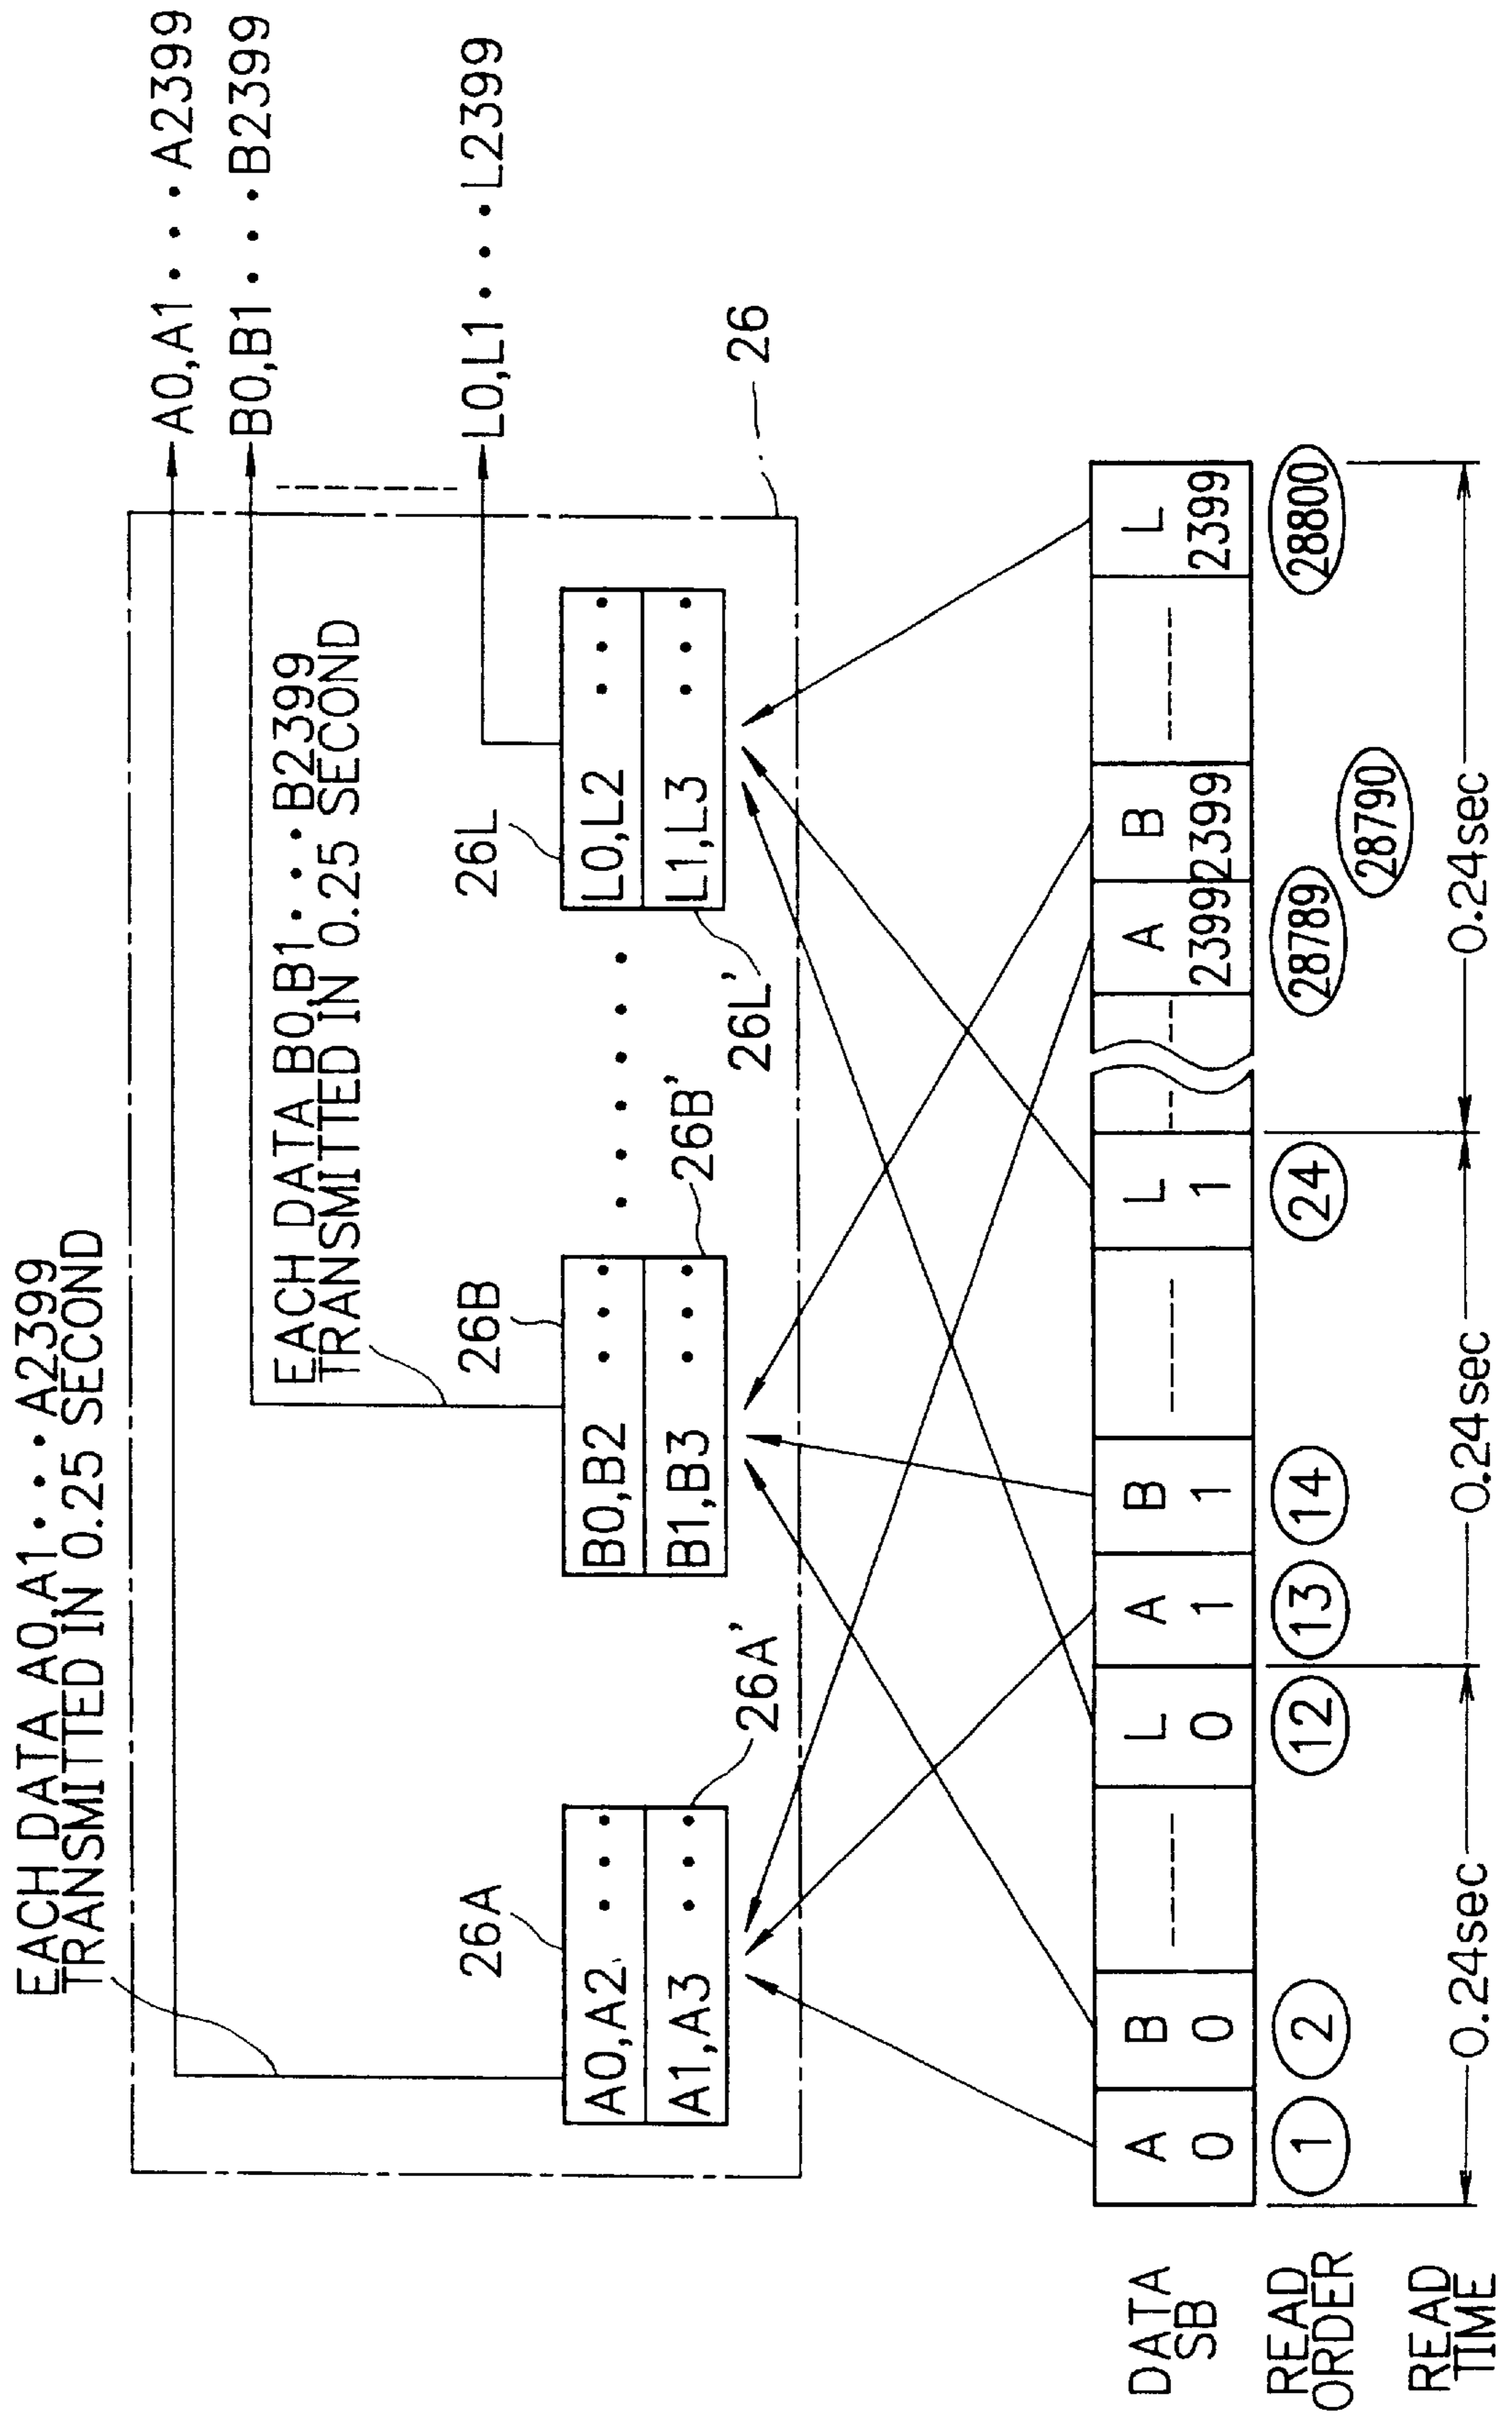 EACH DATA A0,A1・・・A2399
TRANSMITTED IN 0.25 SECOND
A0,A1・・・A2399
B0,B1・・・B2399
EACH DATA B0,B1・・・B2399
TRANSMITTED IN 0.25 SECOND
L0,L1・・・L2399
26A
26B
26L
26
A0,A2 ・・・
A1,A3 ・・・
B0,B2 ・・・
B1,B3 ・・・
L0,L2 ・・・
L1,L3 ・・・
26A'
26B'
26L'
DATA
SB
A
0
B
0
L
0
A
1
B
1
L
1
A
2399
B
2399
L
2399
READ
ORDER
1
2
12
13
14
24
28789
28790
28800
READ
TIME
0.24sec
0.24sec
0.24sec